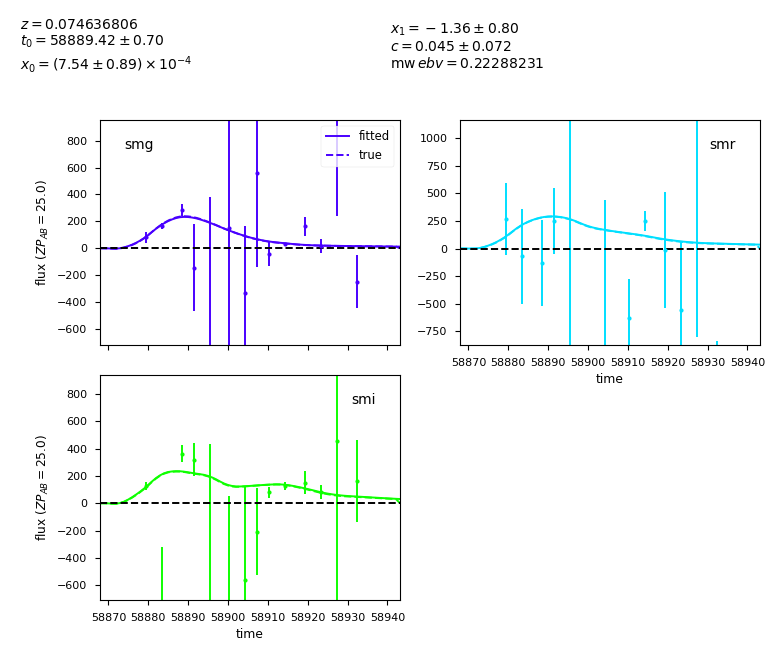 z = 0.074636806
t₀ = 58889.42 ± 0.70
x₀ = (7.54 ± 0.89) × 10⁻⁴
x₁ = −1.36 ± 0.80
c = 0.045 ± 0.072
mw ebv = 0.22288231
smg
fitted
true
800
600
400
200
0
−200
−400
−600
flux (ZP_AB = 25.0)
smr
1000
750
500
250
0
−250
−500
−750
58870 58880 58890 58900 58910 58920 58930 58940
time
smi
800
600
400
200
0
−200
−400
−600
flux (ZP_AB = 25.0)
58870 58880 58890 58900 58910 58920 58930 58940
time